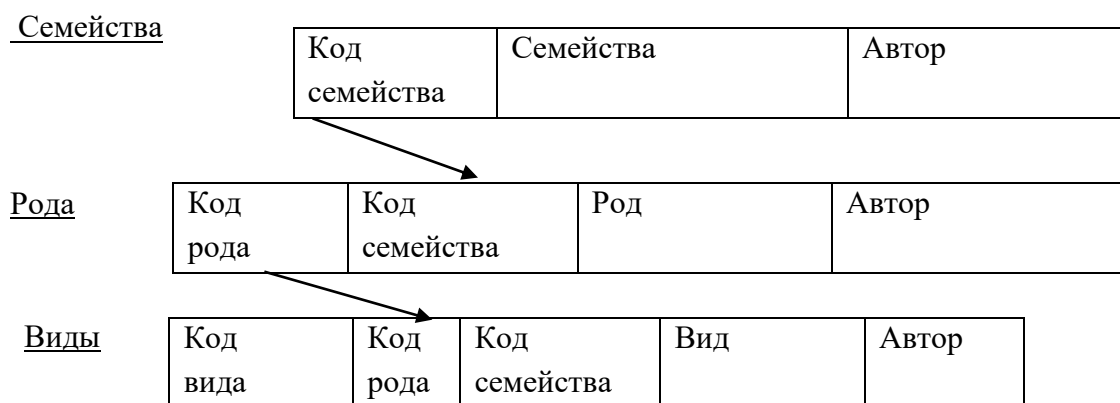 Семейства
Код семейства
Семейства
Автор
Рода
Код рода
Код семейства
Род
Автор
Виды
Код вида
Код рода
Код семейства
Вид
Автор